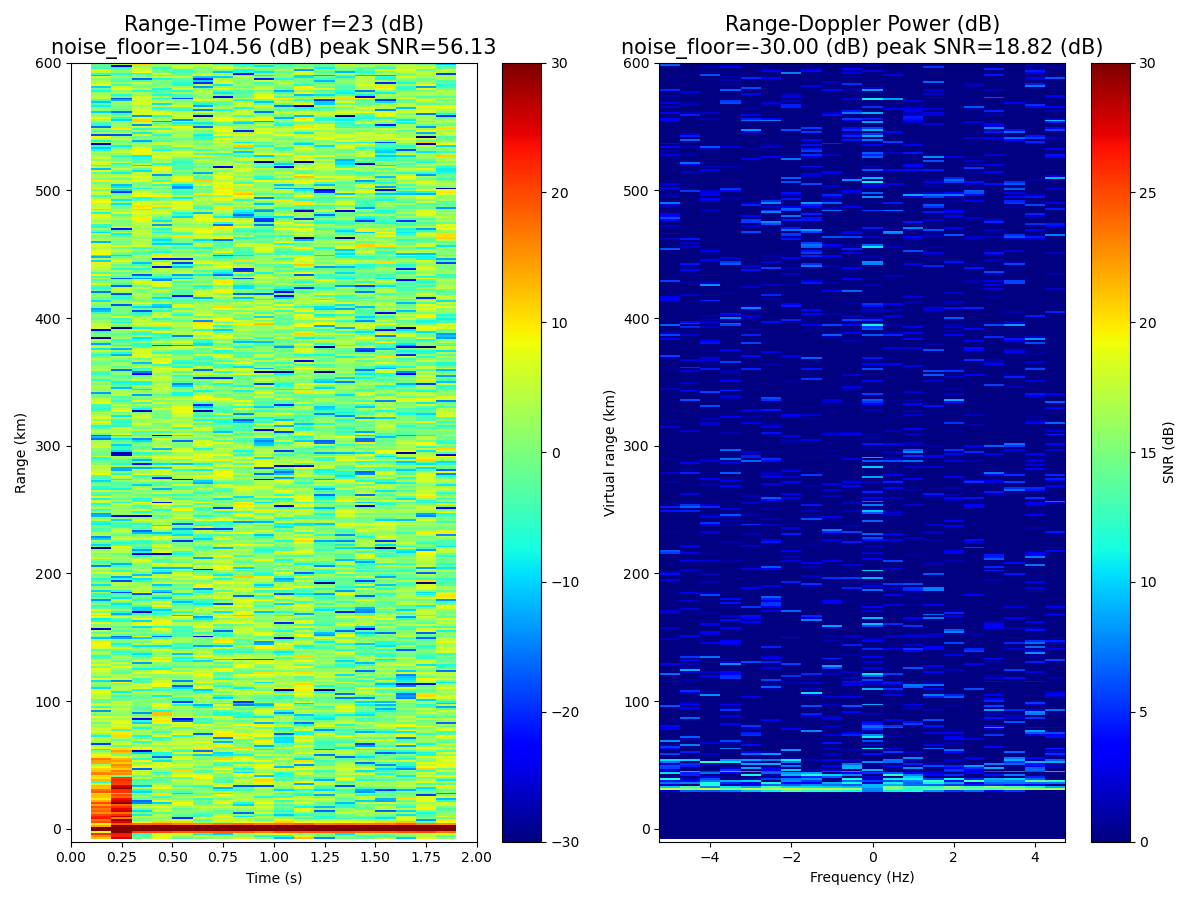 Range-Time Power f=23 (dB)
noise_floor=-104.56 (dB) peak SNR=56.13
Range-Doppler Power (dB)
noise_floor=-30.00 (dB) peak SNR=18.82 (dB)
600
500
400
300
200
100
0
Range (km)
0.00 0.25 0.50 0.75 1.00 1.25 1.50 1.75 2.00
Time (s)
30
20
10
0
−10
−20
−30
600
500
400
300
200
100
0
Virtual range (km)
−4 −2 0 2 4
Frequency (Hz)
30
25
20
15
10
5
0
SNR (dB)